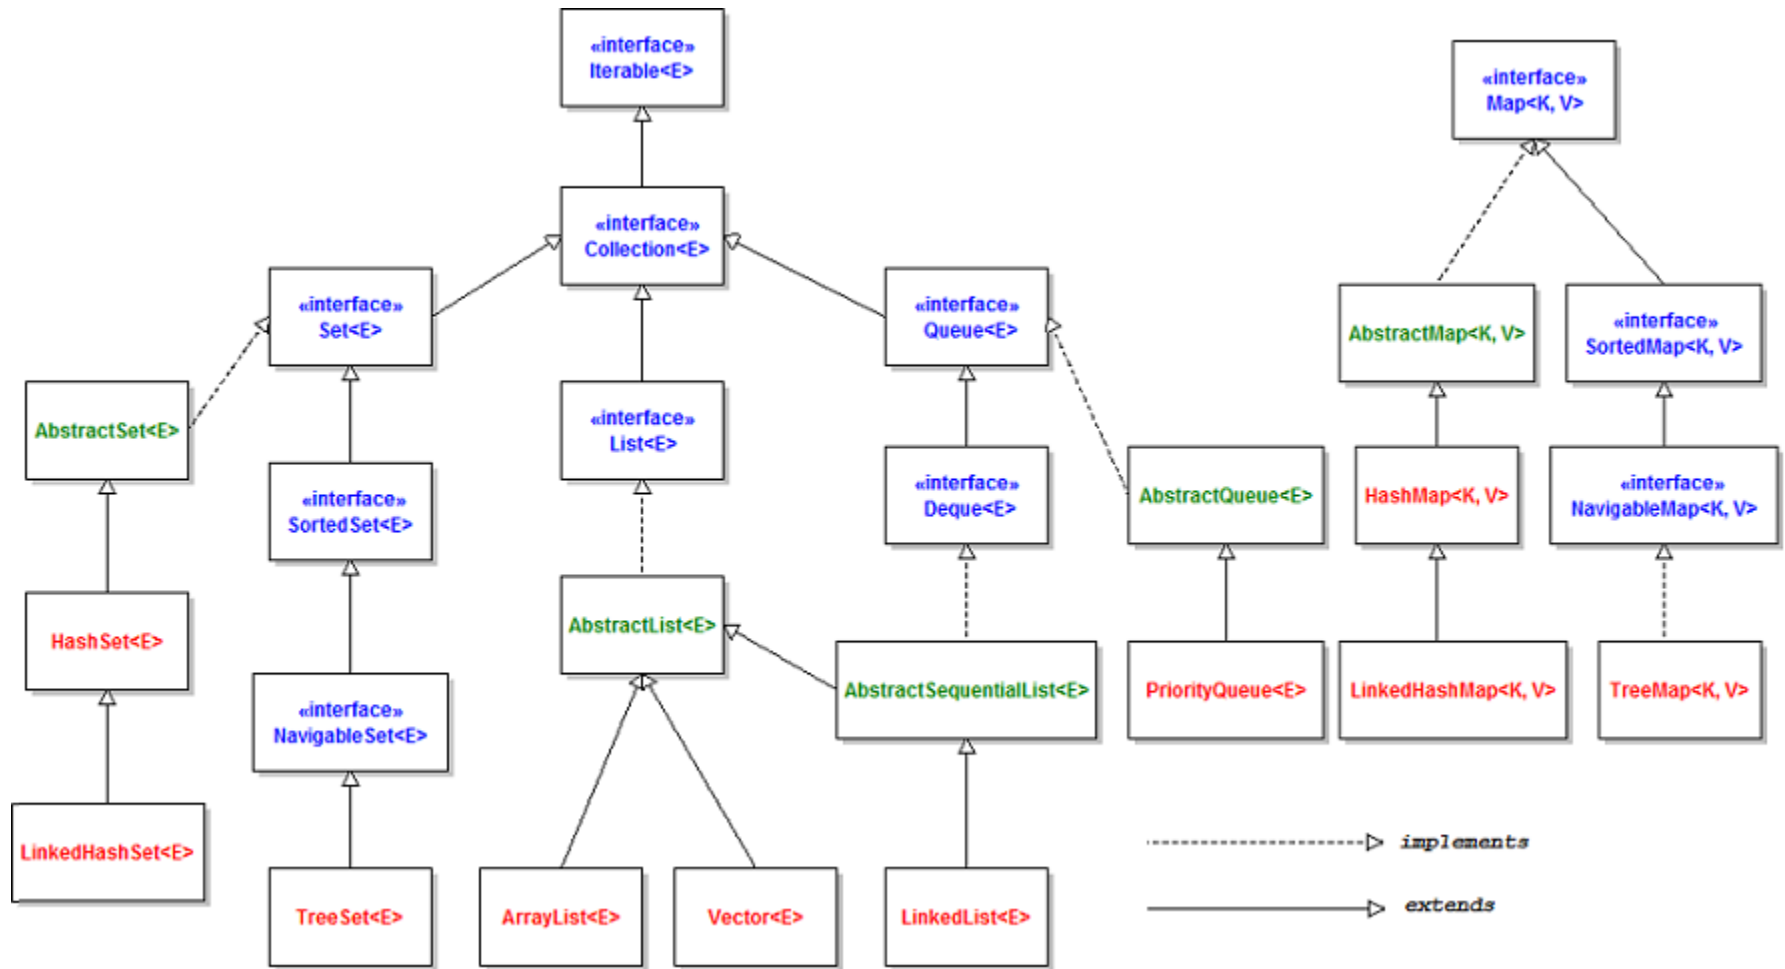 «interface»
Iterable<E>
«interface»
Map<K, V>
«interface»
Collection<E>
«interface»
Set<E>
«interface»
Queue<E>
AbstractMap<K, V>
«interface»
SortedMap<K, V>
AbstractSet<E>
«interface»
List<E>
«interface»
SortedSet<E>
«interface»
Deque<E>
AbstractQueue<E>
HashMap<K, V>
«interface»
NavigableMap<K, V>
HashSet<E>
AbstractList<E>
AbstractSequentialList<E>
PriorityQueue<E>
LinkedHashMap<K, V>
TreeMap<K, V>
«interface»
NavigableSet<E>
LinkedHashSet<E>
TreeSet<E>
ArrayList<E>
Vector<E>
LinkedList<E>
implements
extends